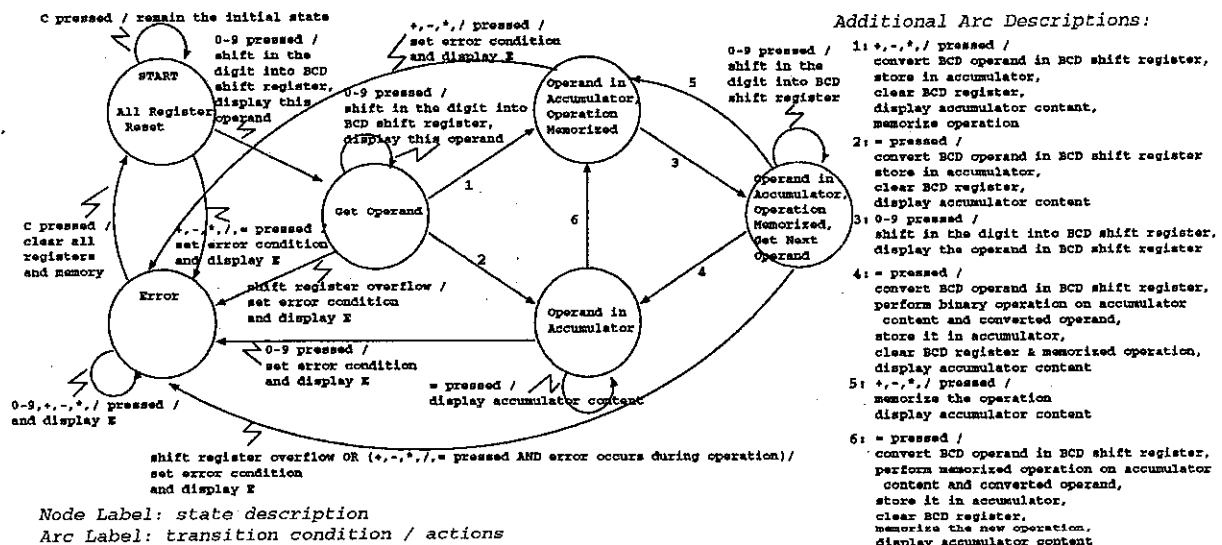 C pressed / remain the initial state
0-9 pressed /
shift in the
digit into BCD
shift register,
display this
operand
START
All Register
Reset
+,-,*,/ pressed /
set error condition
and display E
0-9 pressed /
shift in the digit into
BCD shift register,
display this operand
Operand in
Accumulator,
Operation
Memorized
0-9 pressed /
shift in the
digit into BCD
shift register
5
1
3
6
2
4
Get Operand
Operand in
Accumulator,
Operation
Memorized,
Get Next
Operand
C pressed /
clear all
registers
and memory
+,-,*,/,= pressed /
set error condition
and display E
Error
shift register overflow /
set error condition
and display E
Operand in
Accumulator
0-9 pressed /
set error condition
and display E
= pressed /
display accumulator content
0-9,+,-,*,/ pressed /
and display E
shift register overflow OR (+,-,*,/,= pressed AND error occurs during operation)/
set error condition
and display E
Node Label: state description
Arc Label: transition condition / actions
Additional Arc Descriptions:
1: +,-,*,/ pressed /
convert BCD operand in BCD shift register,
store in accumulator,
clear BCD register,
display accumulator content,
memorize operation
2: = pressed /
convert BCD operand in BCD shift register
store in accumulator,
clear BCD register,
display accumulator content
3: 0-9 pressed /
shift in the digit into BCD shift register,
display the operand in BCD shift register
4: = pressed /
convert BCD operand in BCD shift register,
perform binary operation on accumulator
content and converted operand,
store it in accumulator,
clear BCD register & memorized operation,
display accumulator content
5: +,-,*,/ pressed /
memorize the operation
display accumulator content
6: = pressed /
convert BCD operand in BCD shift register,
perform memorized operation on accumulator
content and converted operand,
store it in accumulator,
clear BCD register,
memorize the new operation,
display accumulator content